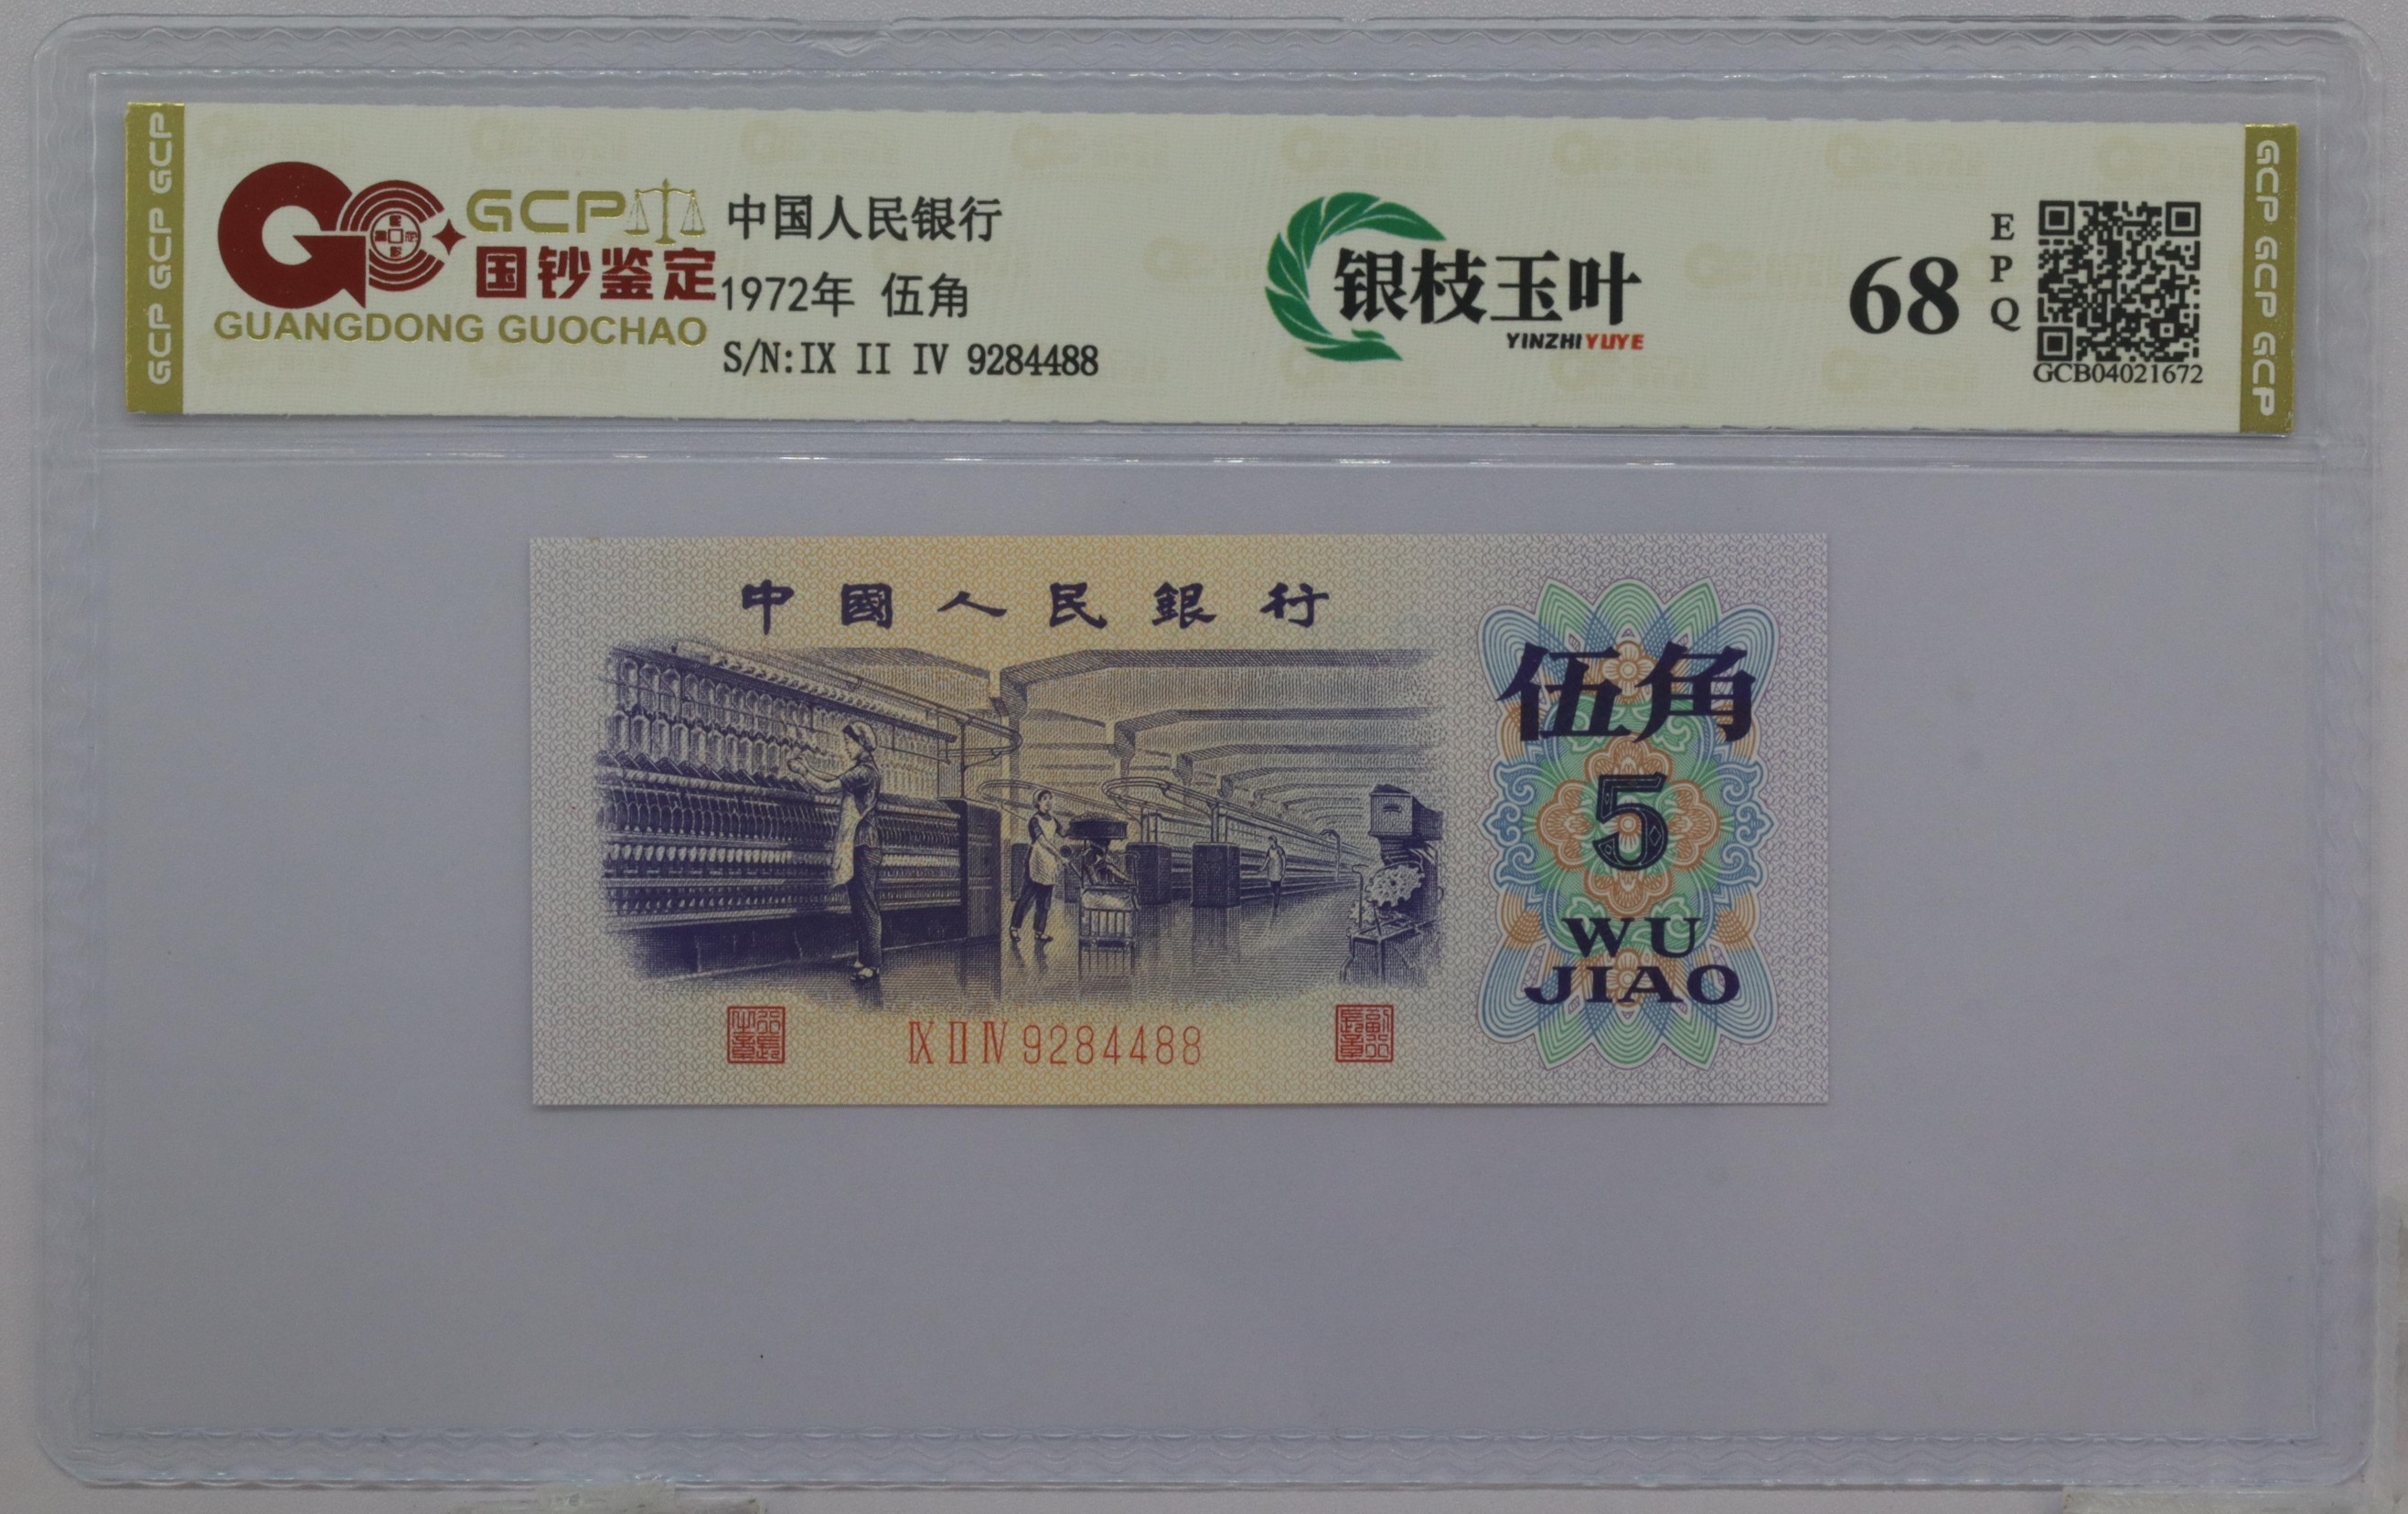 GCP GCP GCP
GCP
国钞鉴定
GUANGDONG GUOCHAO
中国人民银行
1972年 伍角
S/N:IX II IV 9284488
银枝玉叶
YINZHI YUYE
68
EPQ
GCB04021672
GCP GCP GCP
中國人民銀行
伍角
5
WU
JIAO
IX II IV 9284488